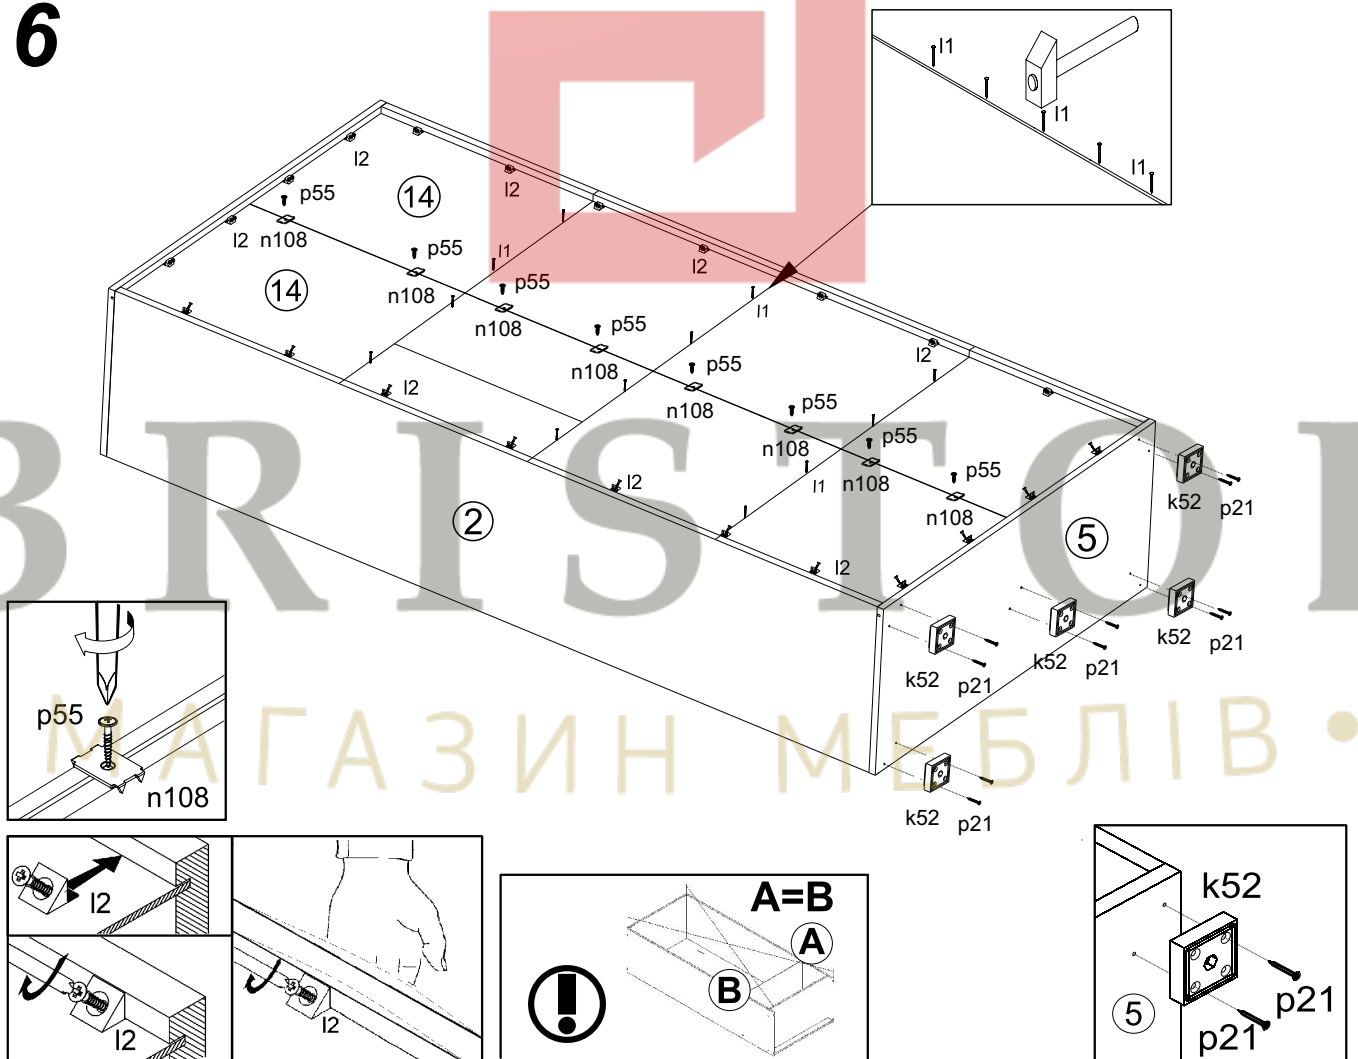 6
l1
l1
l1
l2
p55
14
l2
l2
n108
p55
l1
l2
14
n108
p55
l1
n108
p55
l2
n108
p55
l2
n108
p55
n108
p55
l2
l1
n108
p55
n108
k52
p21
2
5
l2
k52
p21
k52
p21
k52
p21
k52
p21
BRISTOL
МАГАЗИН МЕБЛІВ •
p55
n108
l2
l2
l2
A=B
A
B
!
k52
p21
5
p21